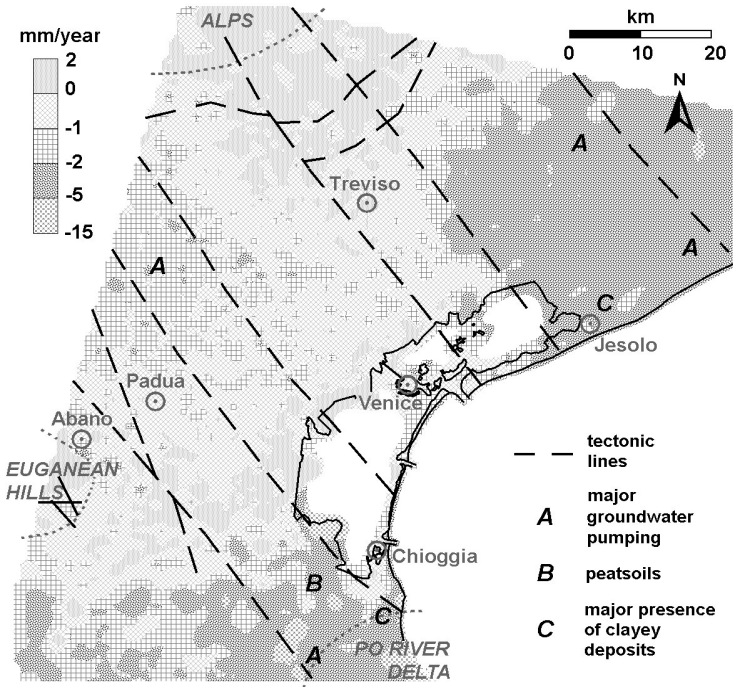 ALPS
km
0 10 20
mm/year
2
0
-1
-2
-5
-15
N
A
Treviso
A
A
C
Jesolo
Padua
Venice
Abano
EUGANEAN
HILLS
Chioggia
B
C
A
PO RIVER
DELTA
tectonic
lines
A
major
groundwater
pumping
B
peatsoils
C
major presence
of clayey
deposits